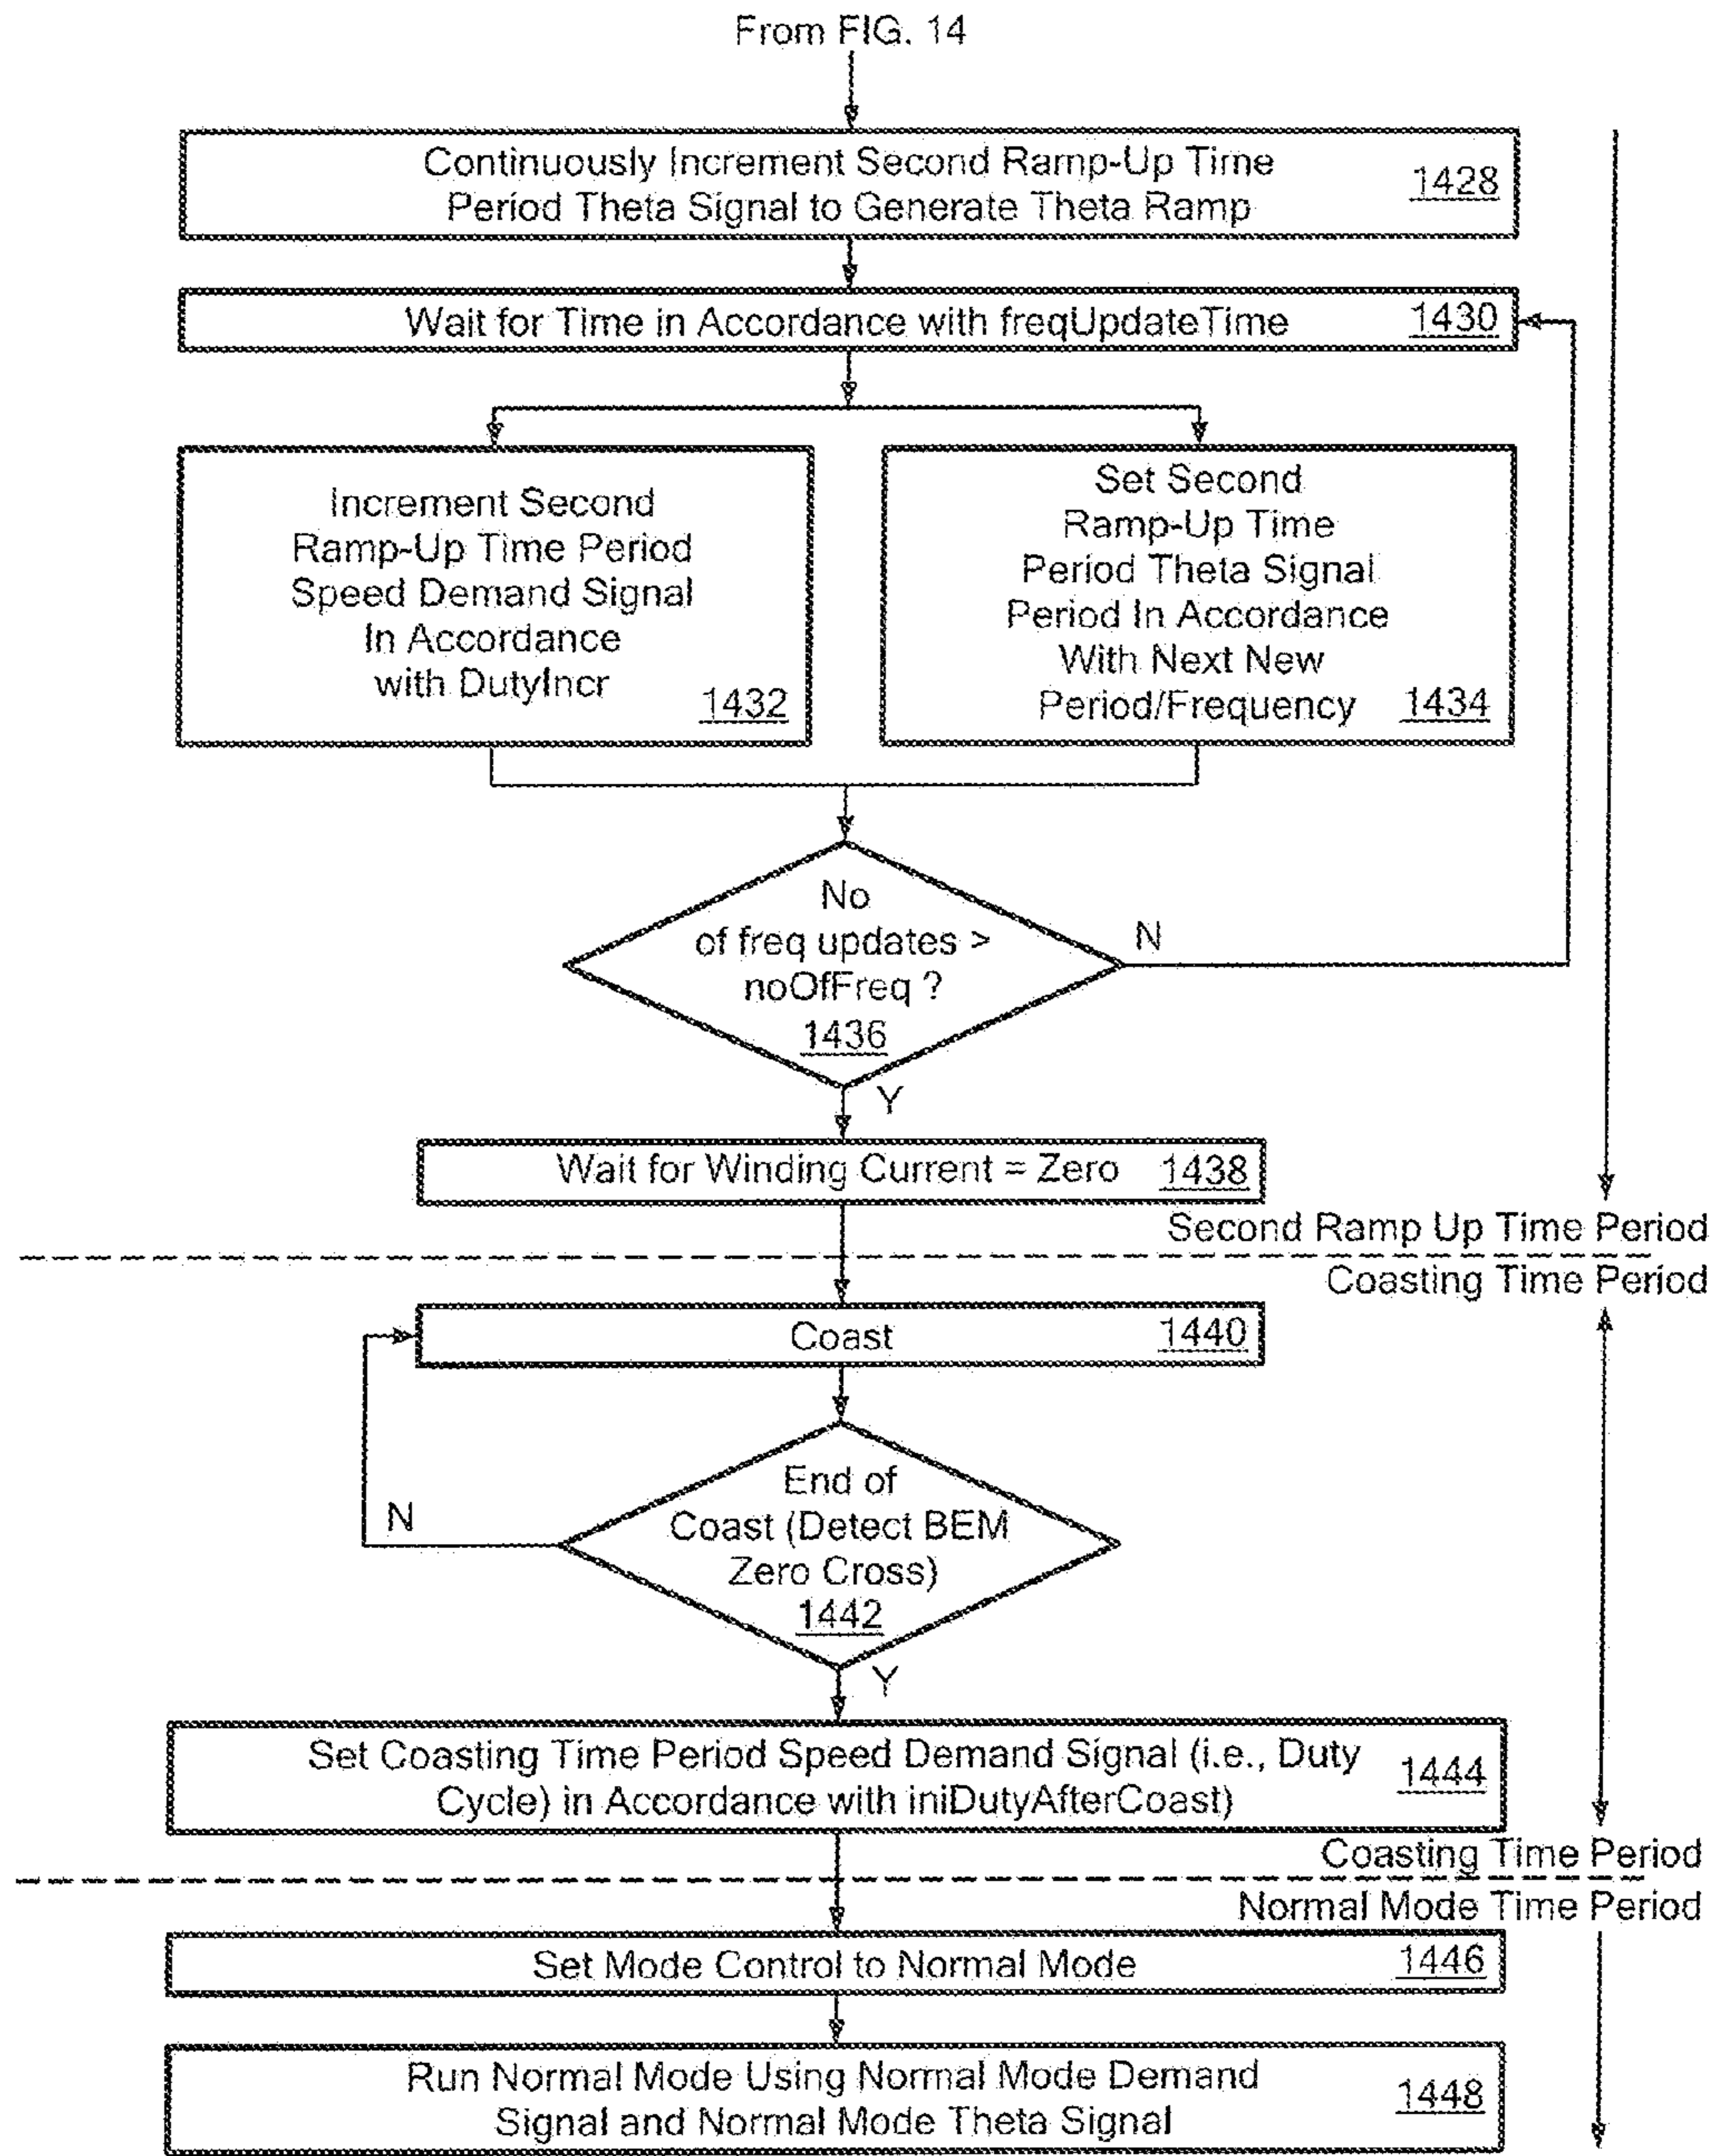 From FIG. 14
Continuously Increment Second Ramp-Up Time
Period Theta Signal to Generate Theta Ramp
1428
Wait for Time in Accordance with freqUpdateTime
1430
Increment Second
Ramp-Up Time Period
Speed Demand Signal
In Accordance
with DutyIncr
1432
Set Second
Ramp-Up Time
Period Theta Signal
Period In Accordance
With Next New
Period/Frequency
1434
No
of freq updates >
noOfFreq ?
1436
N
Y
Wait for Winding Current = Zero
1438
Second Ramp Up Time Period
Coasting Time Period
Coast
1440
End of
Coast (Detect BEM
Zero Cross)
1442
N
Y
Set Coasting Time Period Speed Demand Signal (i.e., Duty
Cycle) in Accordance with iniDutyAfterCoast)
1444
Coasting Time Period
Normal Mode Time Period
Set Mode Control to Normal Mode
1446
Run Normal Mode Using Normal Mode Demand
Signal and Normal Mode Theta Signal
1448